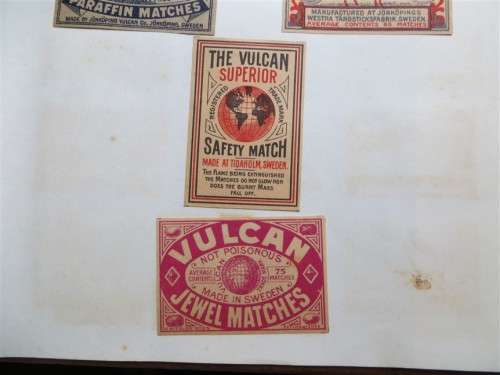 PARAFFIN MATCHES
MADE BY JÖNKÖPING VULCAN Co. JÖNKÖPING SWEDEN
MANUFACTURED AT JÖNKÖPINGS
WESTRA TÄNDSTICKSFABRIK, SWEDEN.
AVERAGE CONTENTS 65 MATCHES
THE VULCAN
SUPERIOR
REGISTERED TRADE MARK
SAFETY MATCH
MADE AT TIDAHOLM, SWEDEN.
THE FLAME BEING EXTINGUISHED
THE MATCHES DO NOT GLOW NOR
DOES THE BURNT MASS
FALL OFF.
VULCAN
NOT POISONOUS
AVERAGE CONTENTS 75 MATCHES
MADE IN SWEDEN
JEWEL MATCHES